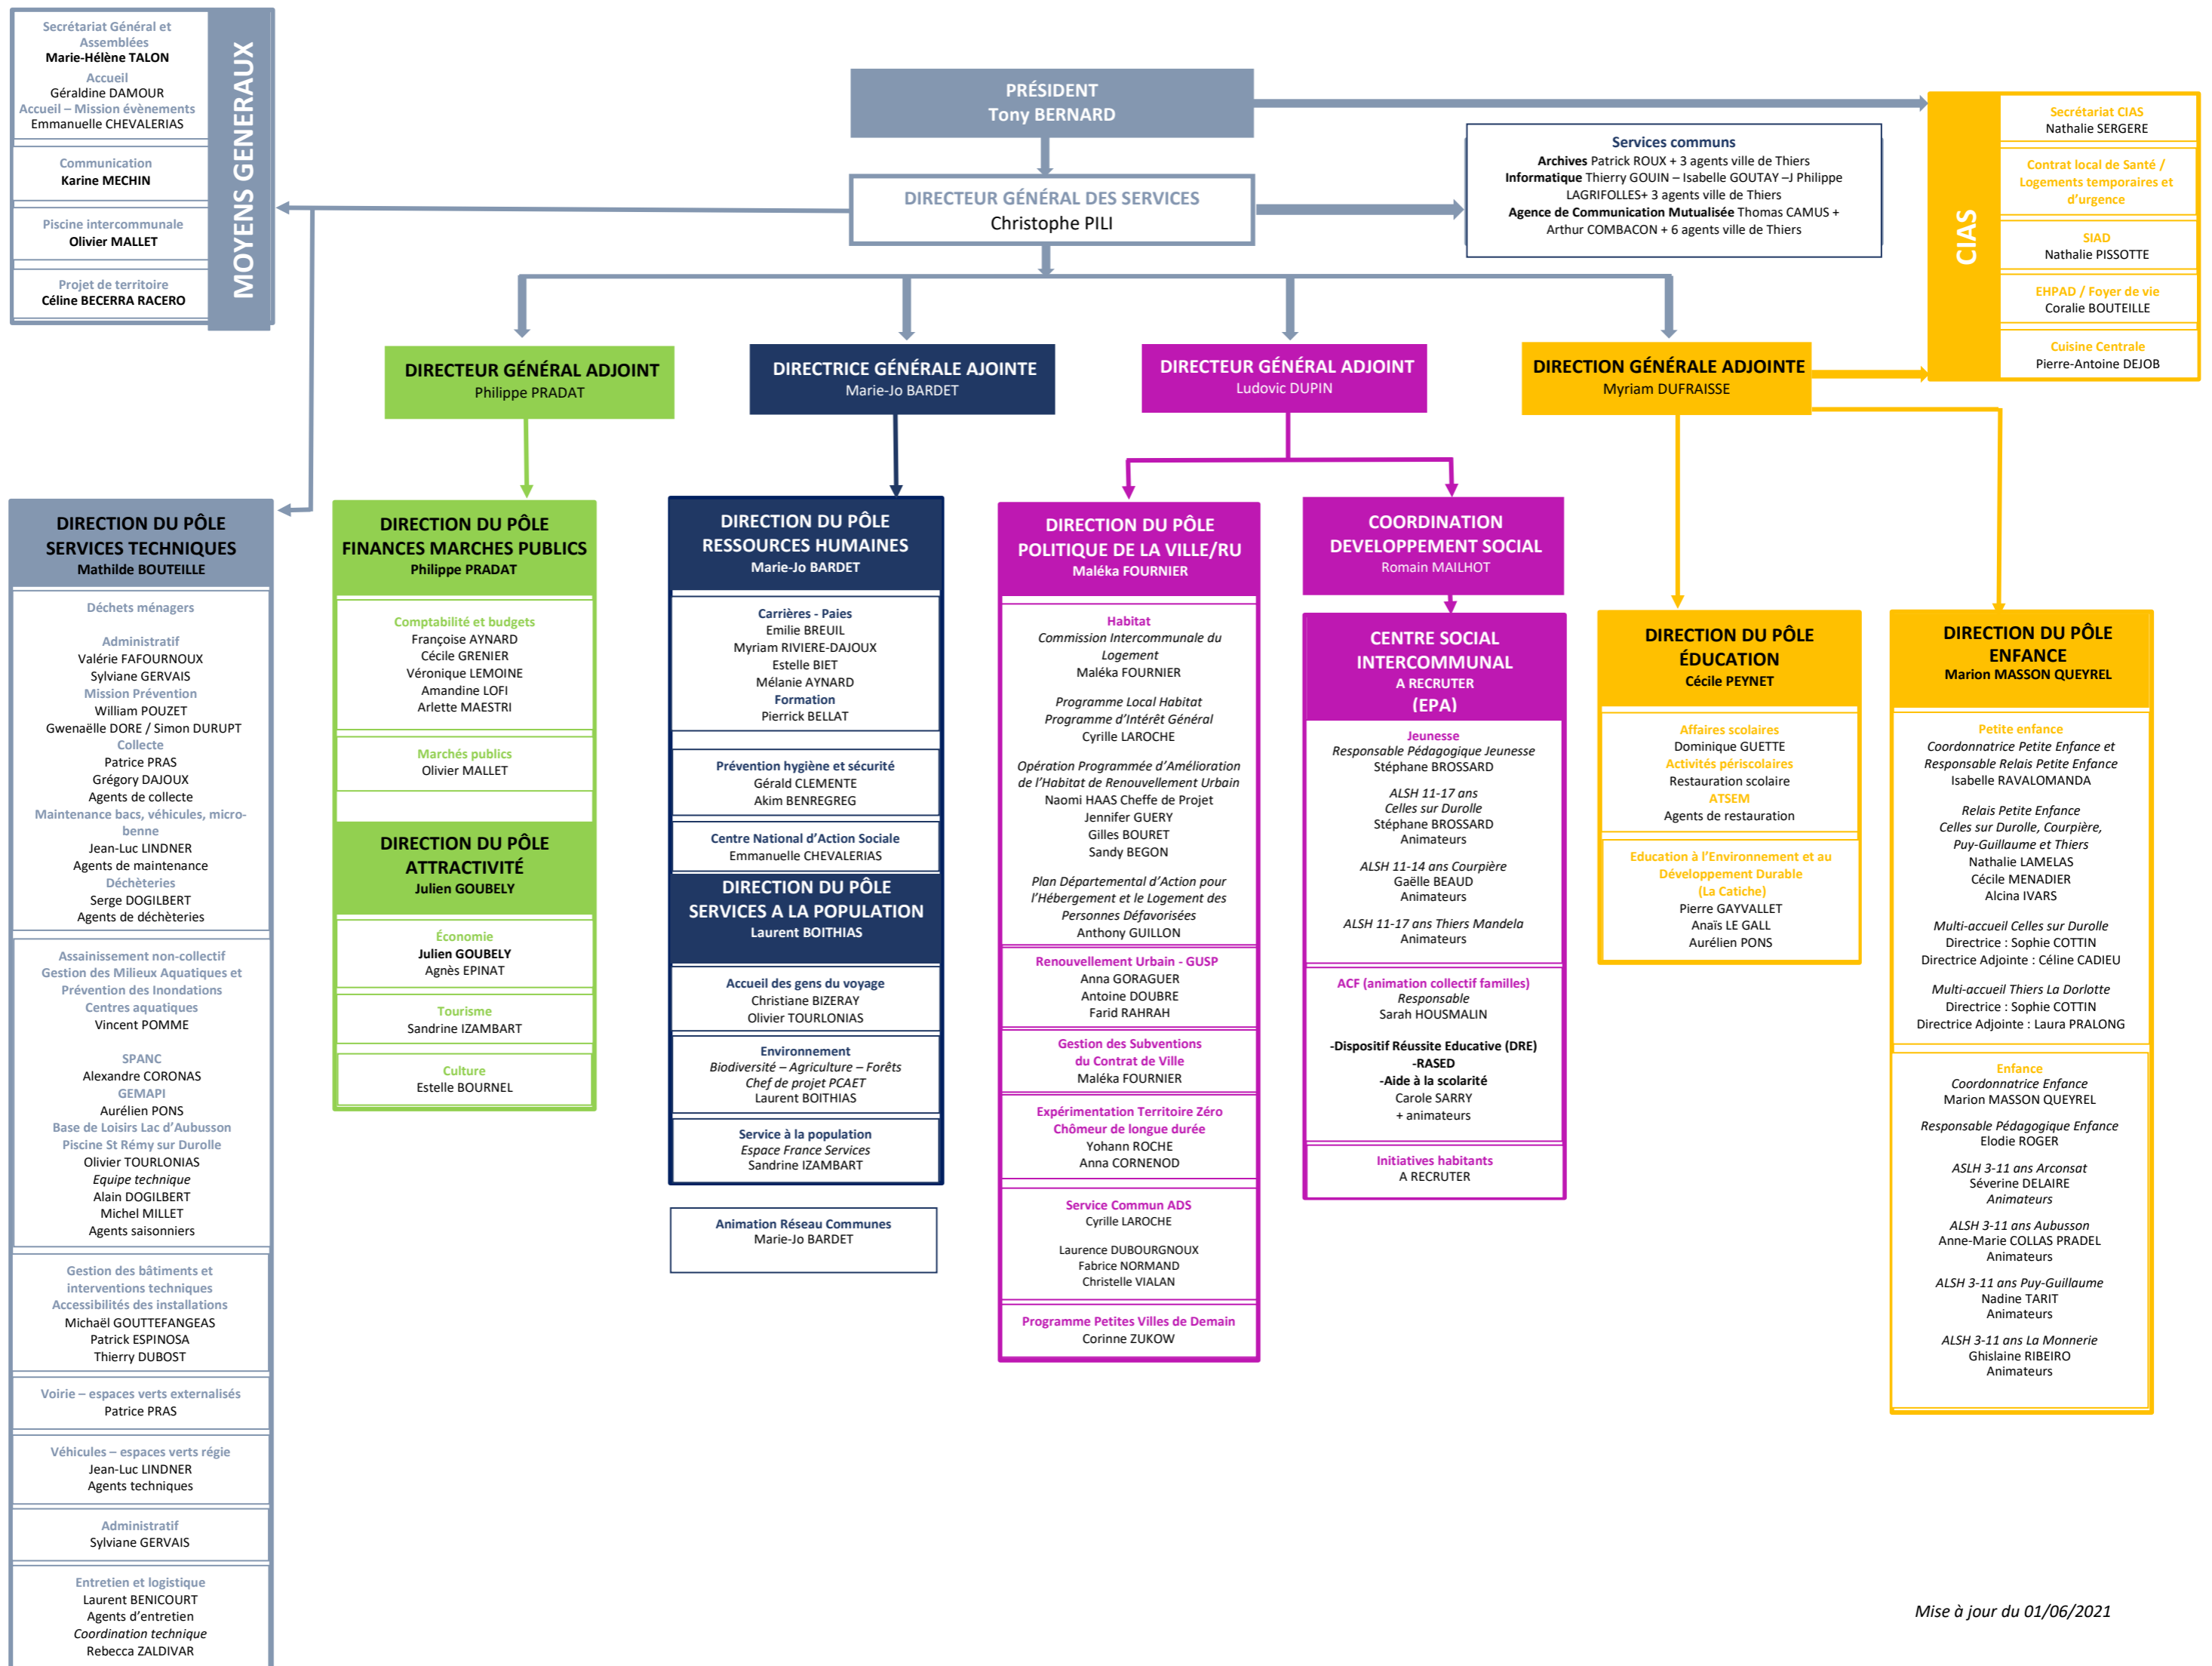 Secrétariat Général et
Assemblées
Marie-Hélène TALON
Accueil
Géraldine DAMOUR
Accueil – Mission évènements
Emmanuelle CHEVALERIAS
Communication
Karine MECHIN
Piscine intercommunale
Olivier MALLET
Projet de territoire
Céline BECERRA RACERO
MOYENS GENERAUX
PRÉSIDENT
Tony BERNARD
DIRECTEUR GÉNÉRAL DES SERVICES
Christophe PILI
Services communs
Archives Patrick ROUX + 3 agents ville de Thiers
Informatique Thierry GOUIN – Isabelle GOUTAY –J Philippe
LAGRIFOLLES+ 3 agents ville de Thiers
Agence de Communication Mutualisée Thomas CAMUS +
Arthur COMBACON + 6 agents ville de Thiers
CIAS
Secrétariat CIAS
Nathalie SERGERE
Contrat local de Santé /
Logements temporaires et
d’urgence
SIAD
Nathalie PISSOTTE
EHPAD / Foyer de vie
Coralie BOUTEILLE
Cuisine Centrale
Pierre-Antoine DEJOB
DIRECTEUR GÉNÉRAL ADJOINT
Philippe PRADAT
DIRECTRICE GÉNÉRALE AJOINTE
Marie-Jo BARDET
DIRECTEUR GÉNÉRAL ADJOINT
Ludovic DUPIN
DIRECTION GÉNÉRALE ADJOINTE
Myriam DUFRAISSE
DIRECTION DU PÔLE
SERVICES TECHNIQUES
Mathilde BOUTEILLE
Déchets ménagers
Administratif
Valérie FAFOURNOUX
Sylviane GERVAIS
Mission Prévention
William POUZET
Gwenaëlle DORE / Simon DURUPT
Collecte
Patrice PRAS
Grégory DAJOUX
Agents de collecte
Maintenance bacs, véhicules, micro-
benne
Jean-Luc LINDNER
Agents de maintenance
Déchèteries
Serge DOGILBERT
Agents de déchèteries
Assainissement non-collectif
Gestion des Milieux Aquatiques et
Prévention des Inondations
Centres aquatiques
Vincent POMME
SPANC
Alexandre CORONAS
GEMAPI
Aurélien PONS
Base de Loisirs Lac d’Aubusson
Piscine St Rémy sur Durolle
Olivier TOURLONIAS
Equipe technique
Alain DOGILBERT
Michel MILLET
Agents saisonniers
Gestion des bâtiments et
interventions techniques
Accessibilités des installations
Michaël GOUTTEFANGEAS
Patrick ESPINOSA
Thierry DUBOST
Voirie – espaces verts externalisés
Patrice PRAS
Véhicules – espaces verts régie
Jean-Luc LINDNER
Agents techniques
Administratif
Sylviane GERVAIS
Entretien et logistique
Laurent BENICOURT
Agents d’entretien
Coordination technique
Rebecca ZALDIVAR
DIRECTION DU PÔLE
FINANCES MARCHES PUBLICS
Philippe PRADAT
Comptabilité et budgets
Françoise AYNARD
Cécile GRENIER
Véronique LEMOINE
Amandine LOFI
Arlette MAESTRI
Marchés publics
Olivier MALLET
DIRECTION DU PÔLE
ATTRACTIVITÉ
Julien GOUBELY
Économie
Julien GOUBELY
Agnès EPINAT
Tourisme
Sandrine IZAMBART
Culture
Estelle BOURNEL
DIRECTION DU PÔLE
RESSOURCES HUMAINES
Marie-Jo BARDET
Carrières - Paies
Emilie BREUIL
Myriam RIVIERE-DAJOUX
Estelle BIET
Mélanie AYNARD
Formation
Pierrick BELLAT
Prévention hygiène et sécurité
Gérald CLEMENTE
Akim BENREGREG
Centre National d’Action Sociale
Emmanuelle CHEVALERIAS
DIRECTION DU PÔLE
SERVICES A LA POPULATION
Laurent BOITHIAS
Accueil des gens du voyage
Christiane BIZERAY
Olivier TOURLONIAS
Environnement
Biodiversité – Agriculture – Forêts
Chef de projet PCAET
Laurent BOITHIAS
Service à la population
Espace France Services
Sandrine IZAMBART
Animation Réseau Communes
Marie-Jo BARDET
DIRECTION DU PÔLE
POLITIQUE DE LA VILLE/RU
Maléka FOURNIER
Habitat
Commission Intercommunale du
Logement
Maléka FOURNIER
Programme Local Habitat
Programme d’Intérêt Général
Cyrille LAROCHE
Opération Programmée d’Amélioration
de l’Habitat de Renouvellement Urbain
Naomi HAAS Cheffe de Projet
Jennifer GUERY
Gilles BOURET
Sandy BEGON
Plan Départemental d’Action pour
l’Hébergement et le Logement des
Personnes Défavorisées
Anthony GUILLON
Renouvellement Urbain - GUSP
Anna GORAGUER
Antoine DOUBRE
Farid RAHRAH
Gestion des Subventions
du Contrat de Ville
Maléka FOURNIER
Expérimentation Territoire Zéro
Chômeur de longue durée
Yohann ROCHE
Anna CORNENOD
Service Commun ADS
Cyrille LAROCHE
Laurence DUBOURGNOUX
Fabrice NORMAND
Christelle VIALAN
Programme Petites Villes de Demain
Corinne ZUKOW
COORDINATION
DEVELOPPEMENT SOCIAL
Romain MAILHOT
CENTRE SOCIAL
INTERCOMMUNAL
A RECRUTER
(EPA)
Jeunesse
Responsable Pédagogique Jeunesse
Stéphane BROSSARD
ALSH 11-17 ans
Celles sur Durolle
Stéphane BROSSARD
Animateurs
ALSH 11-14 ans Courpière
Gaëlle BEAUD
Animateurs
ALSH 11-17 ans Thiers Mandela
Animateurs
ACF (animation collectif familles)
Responsable
Sarah HOUSMALIN
-Dispositif Réussite Educative (DRE)
-RASED
-Aide à la scolarité
Carole SARRY
+ animateurs
Initiatives habitants
A RECRUTER
DIRECTION DU PÔLE
ÉDUCATION
Cécile PEYNET
Affaires scolaires
Dominique GUETTE
Activités périscolaires
Restauration scolaire
ATSEM
Agents de restauration
Education à l’Environnement et au
Développement Durable
(La Catiche)
Pierre GAYVALLET
Anaïs LE GALL
Aurélien PONS
DIRECTION DU PÔLE
ENFANCE
Marion MASSON QUEYREL
Petite enfance
Coordonnatrice Petite Enfance et
Responsable Relais Petite Enfance
Isabelle RAVALOMANDA
Relais Petite Enfance
Celles sur Durolle, Courpière,
Puy-Guillaume et Thiers
Nathalie LAMELAS
Cécile MENADIER
Alcina IVARS
Multi-accueil Celles sur Durolle
Directrice : Sophie COTTIN
Directrice Adjointe : Céline CADIEU
Multi-accueil Thiers La Dorlotte
Directrice : Sophie COTTIN
Directrice Adjointe : Laura PRALONG
Enfance
Coordonnatrice Enfance
Marion MASSON QUEYREL
Responsable Pédagogique Enfance
Elodie ROGER
ASLH 3-11 ans Arconsat
Séverine DELAIRE
Animateurs
ALSH 3-11 ans Aubusson
Anne-Marie COLLAS PRADEL
Animateurs
ALSH 3-11 ans Puy-Guillaume
Nadine TARIT
Animateurs
ALSH 3-11 ans La Monnerie
Ghislaine RIBEIRO
Animateurs
Mise à jour du 01/06/2021